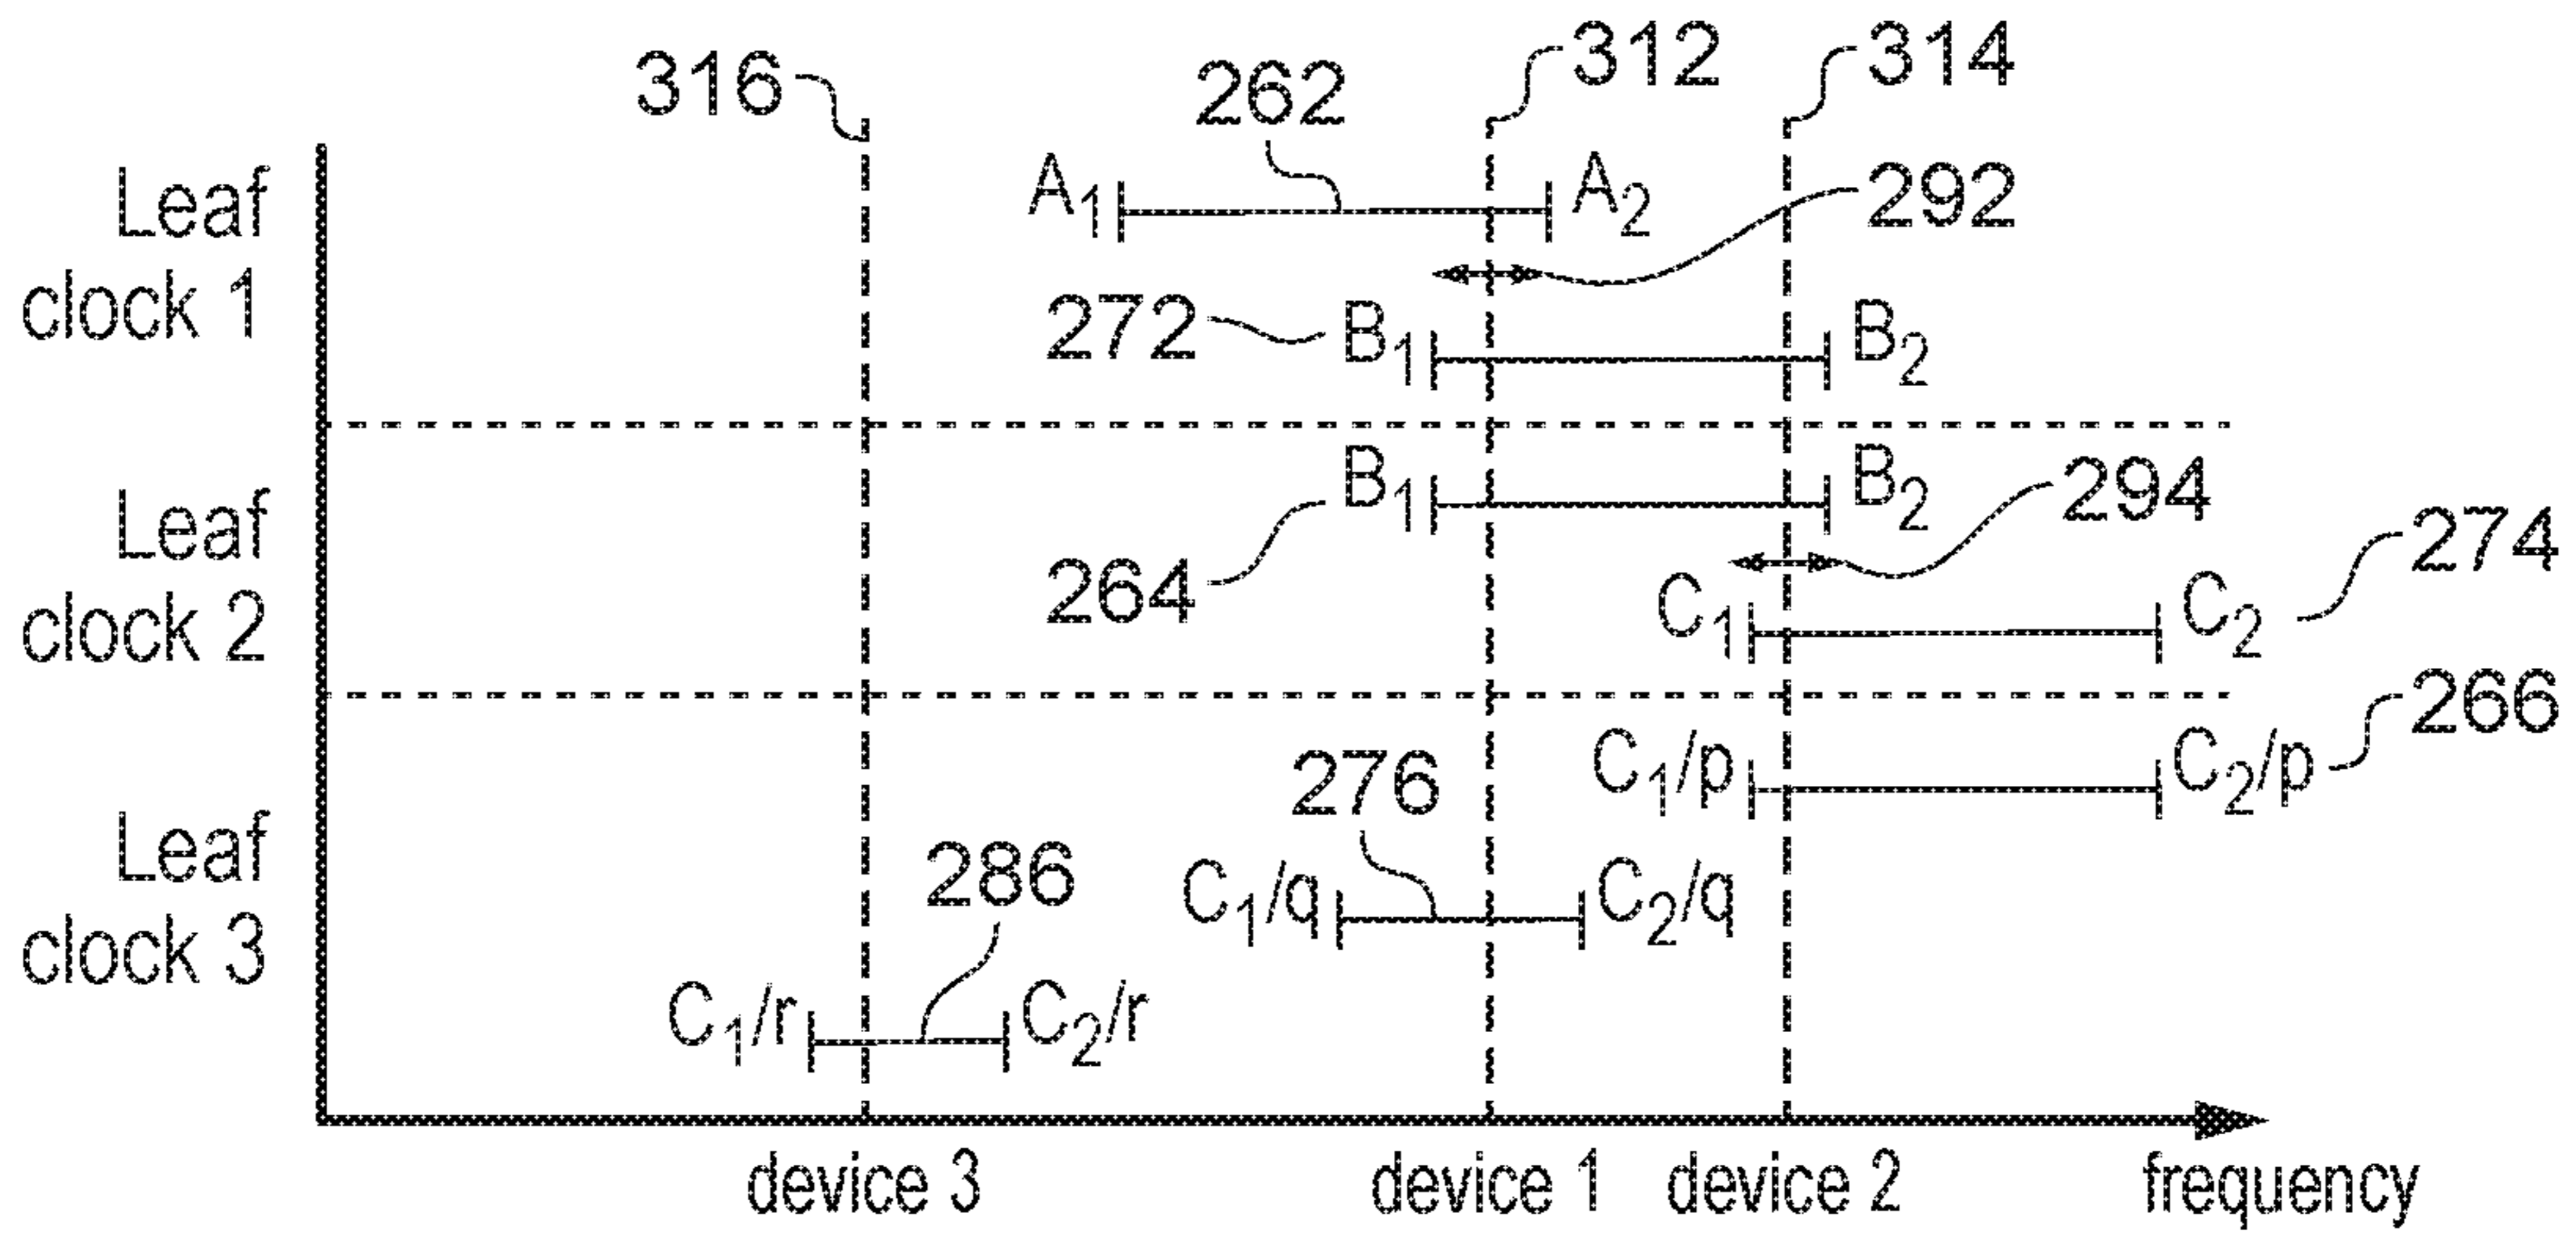 316
262
312
314
Leaf
clock 1
A1
A2
292
272
B1
B2
Leaf
clock 2
B1
B2
294
264
C1
C2
274
Leaf
clock 3
C1/p
C2/p
266
276
C1/q
C2/q
286
C1/r
C2/r
device 3
device 1
device 2
frequency